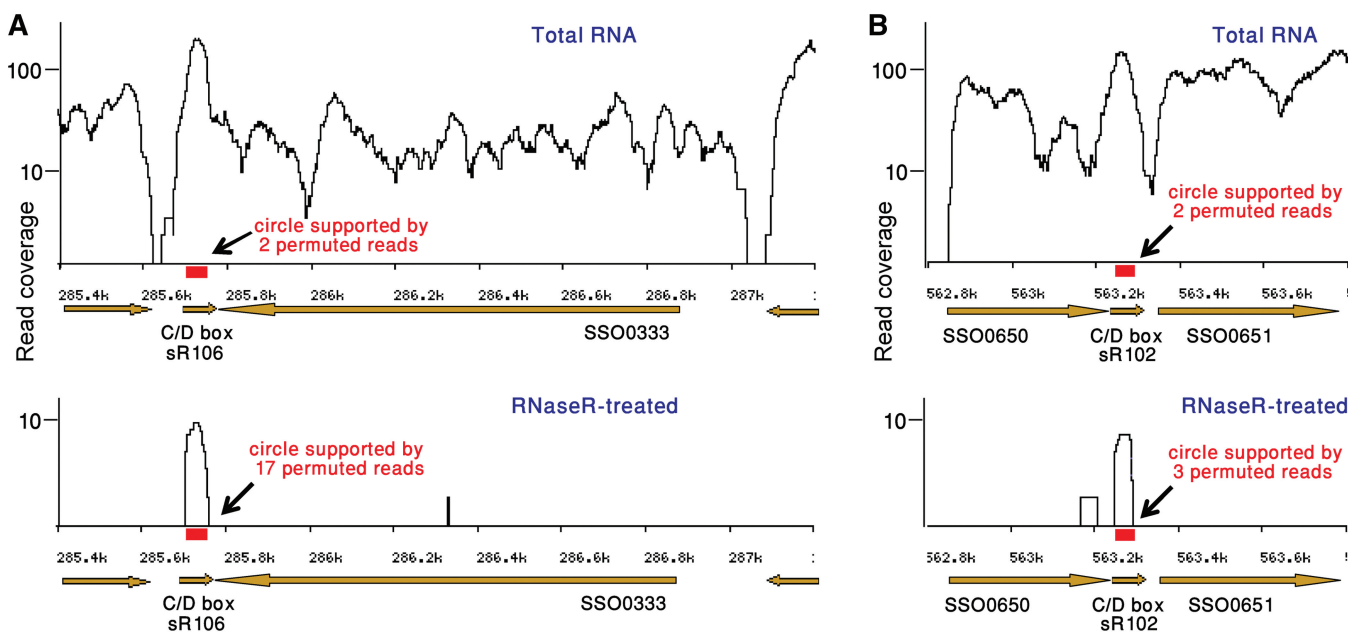 A
Total RNA
100
10
Read coverage
circle supported by
2 permuted reads
285.4k 285.6k 285.8k 286k 286.2k 286.4k 286.6k 286.8k 287k
C/D box
sR106
SSO0333
RNaseR-treated
10
circle supported by
17 permuted reads
285.4k 285.6k 285.8k 286k 286.2k 286.4k 286.6k 286.8k 287k
C/D box
sR106
SSO0333
B
Total RNA
100
10
Read coverage
circle supported by
2 permuted reads
562.8k 563k 563.2k 563.4k 563.6k
SSO0650
C/D box
sR102
SSO0651
RNaseR-treated
10
circle supported by
3 permuted reads
562.8k 563k 563.2k 563.4k 563.6k
SSO0650
C/D box
sR102
SSO0651